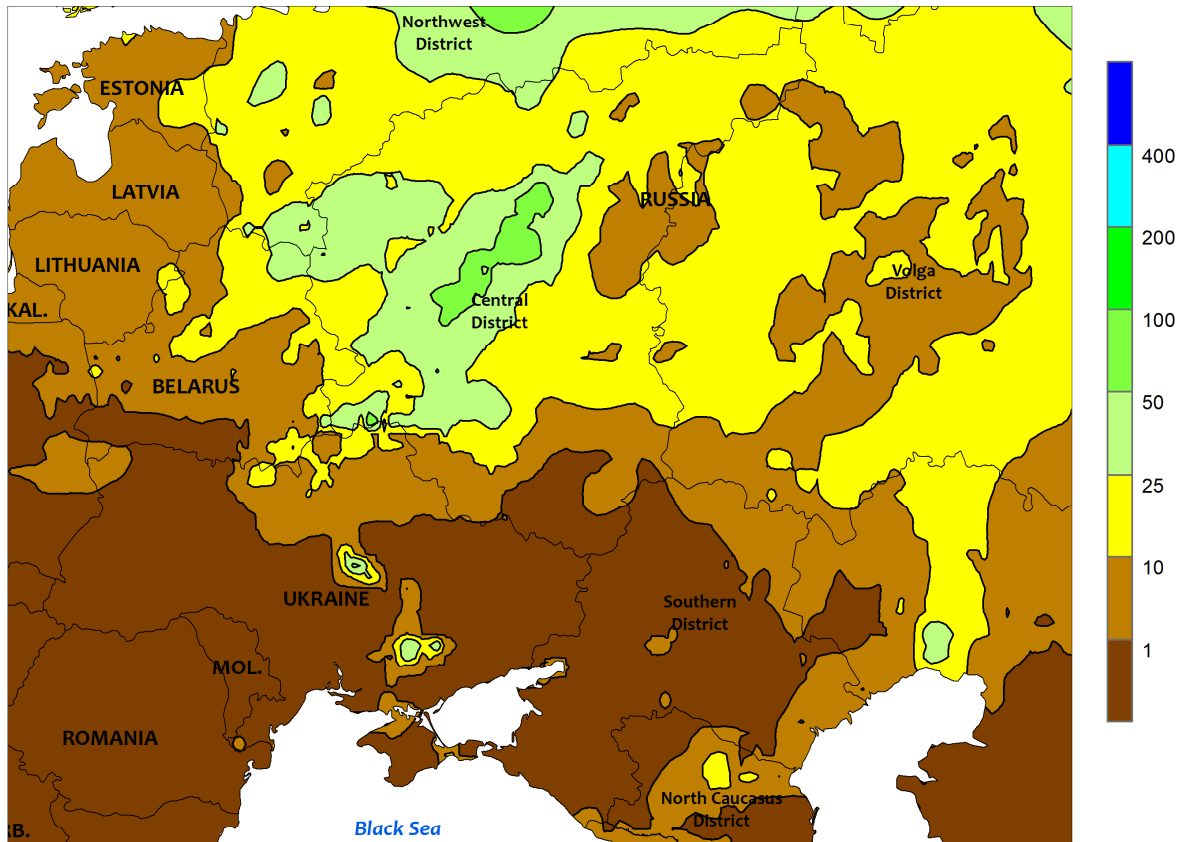 Northwest
District
ESTONIA
400
LATVIA
RUSSIA
200
LITHUANIA
Volga
District
KAL.
Central
District
100
BELARUS
50
25
10
UKRAINE
Southern
District
1
MOL.
ROMANIA
North Caucasus
District
RB.
Black Sea